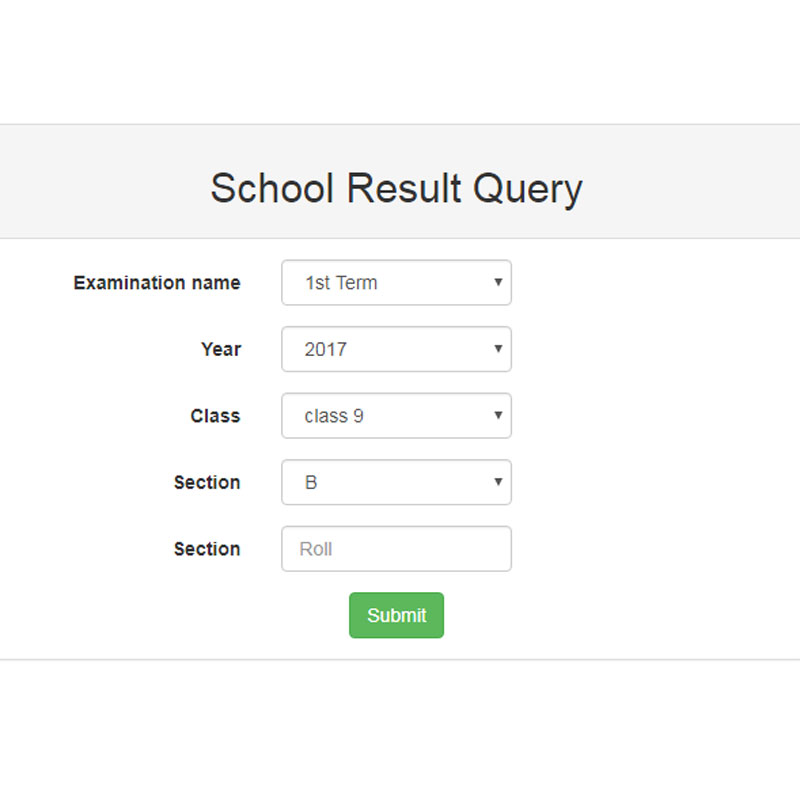 School Result Query
Examination name 1st Term
Year 2017
Class class 9
Section B
Section Roll
Submit